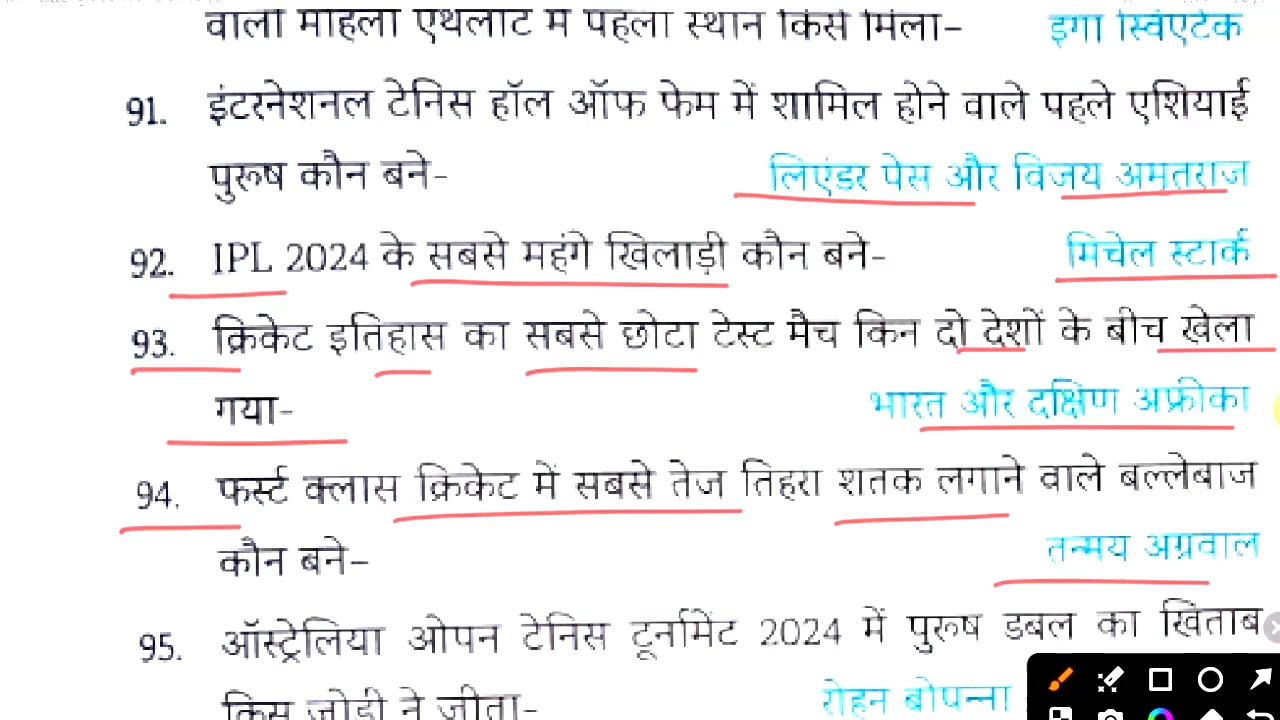 वाली महिला एथलीट में पहला स्थान किसे मिला- इगा स्विएटेक
91. इंटरनेशनल टेनिस हॉल ऑफ फेम में शामिल होने वाले पहले एशियाई
पुरुष कौन बने- लिएंडर पेस और विजय अमृतराज
92. IPL 2024 के सबसे महंगे खिलाड़ी कौन बने- मिचेल स्टार्क
93. क्रिकेट इतिहास का सबसे छोटा टेस्ट मैच किन दो देशों के बीच खेला
गया- भारत और दक्षिण अफ्रीका
94. फर्स्ट क्लास क्रिकेट में सबसे तेज तिहरा शतक लगाने वाले बल्लेबाज
कौन बने- तन्मय अग्रवाल
95. ऑस्ट्रेलिया ओपन टेनिस टूर्नामेंट 2024 में पुरुष डबल का खिताब
किस जोड़ी ने जीता- रोहन बोपन्ना